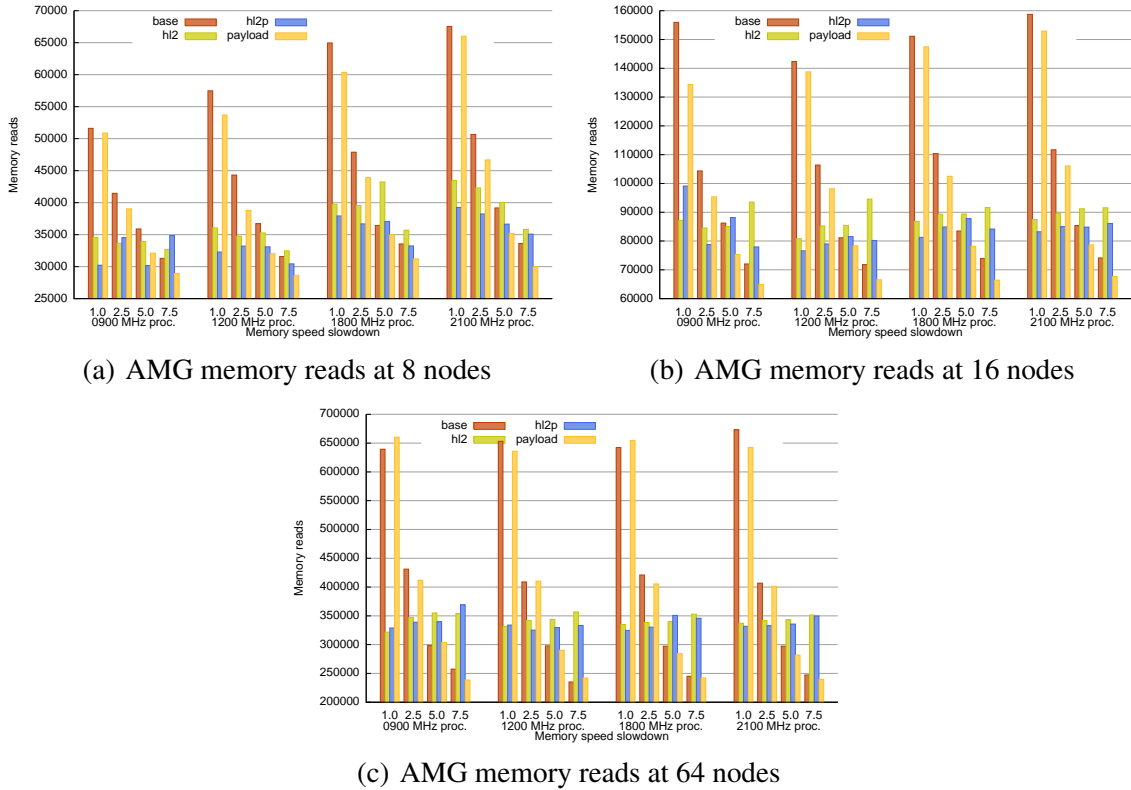 base hl2p
hl2 payload
70000
65000
60000
55000
50000
45000
40000
35000
30000
25000
Memory reads
1.0 2.5 5.0 7.5 1.0 2.5 5.0 7.5 1.0 2.5 5.0 7.5 1.0 2.5 5.0 7.5
0900 MHz proc. 1200 MHz proc. 1800 MHz proc. 2100 MHz proc.
Memory speed slowdown
(a) AMG memory reads at 8 nodes
base hl2p
hl2 payload
160000
150000
140000
130000
120000
110000
100000
90000
80000
70000
60000
Memory reads
1.0 2.5 5.0 7.5 1.0 2.5 5.0 7.5 1.0 2.5 5.0 7.5 1.0 2.5 5.0 7.5
0900 MHz proc. 1200 MHz proc. 1800 MHz proc. 2100 MHz proc.
Memory speed slowdown
(b) AMG memory reads at 16 nodes
base hl2p
hl2 payload
700000
650000
600000
550000
500000
450000
400000
350000
300000
250000
200000
Memory reads
1.0 2.5 5.0 7.5 1.0 2.5 5.0 7.5 1.0 2.5 5.0 7.5 1.0 2.5 5.0 7.5
0900 MHz proc. 1200 MHz proc. 1800 MHz proc. 2100 MHz proc.
Memory speed slowdown
(c) AMG memory reads at 64 nodes